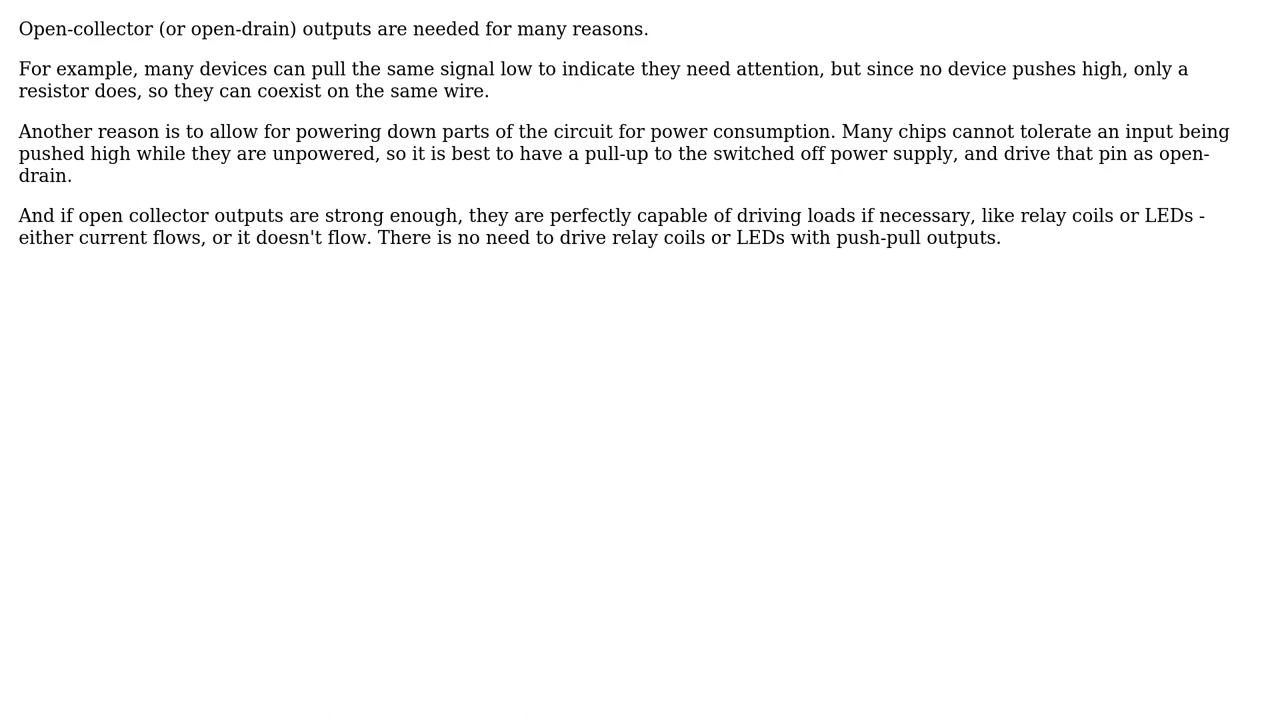 Open-collector (or open-drain) outputs are needed for many reasons.
For example, many devices can pull the same signal low to indicate they need attention, but since no device pushes high, only a
resistor does, so they can coexist on the same wire.
Another reason is to allow for powering down parts of the circuit for power consumption. Many chips cannot tolerate an input being
pushed high while they are unpowered, so it is best to have a pull-up to the switched off power supply, and drive that pin as open-
drain.
And if open collector outputs are strong enough, they are perfectly capable of driving loads if necessary, like relay coils or LEDs -
either current flows, or it doesn't flow. There is no need to drive relay coils or LEDs with push-pull outputs.